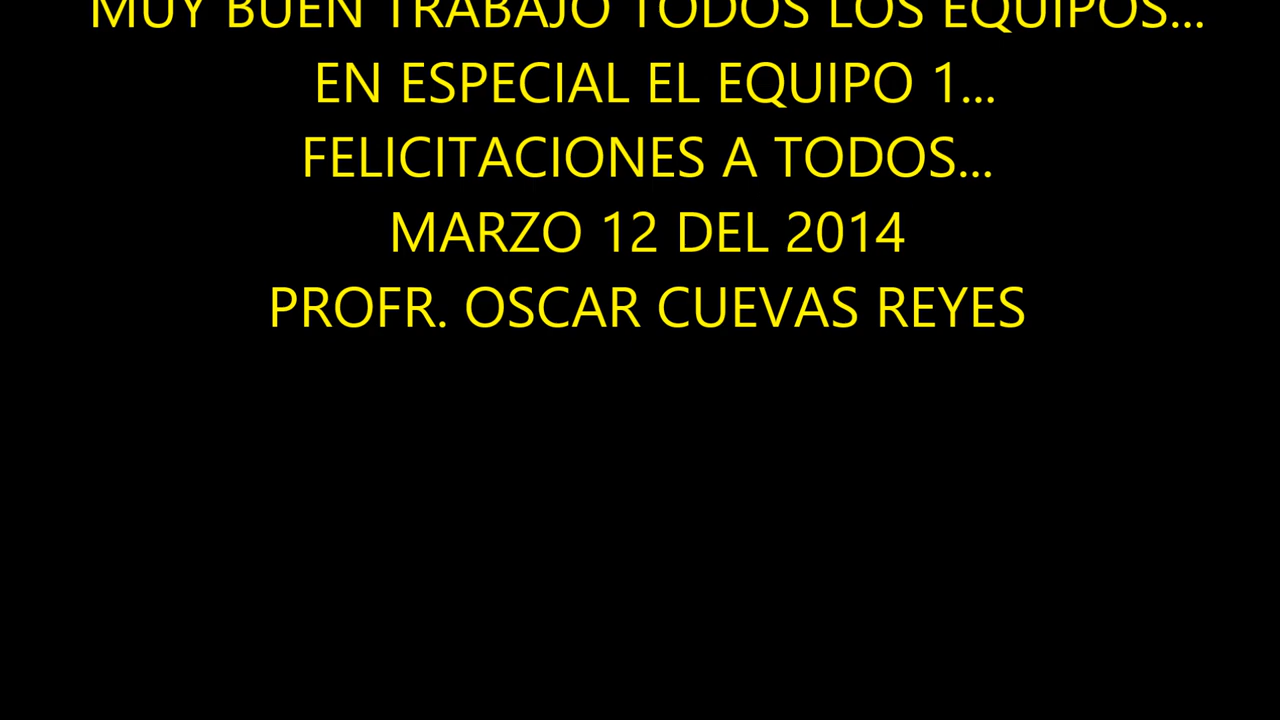 MUY BUEN TRABAJO TODOS LOS EQUIPOS...
EN ESPECIAL EL EQUIPO 1...
FELICITACIONES A TODOS...
MARZO 12 DEL 2014
PROFR. OSCAR CUEVAS REYES